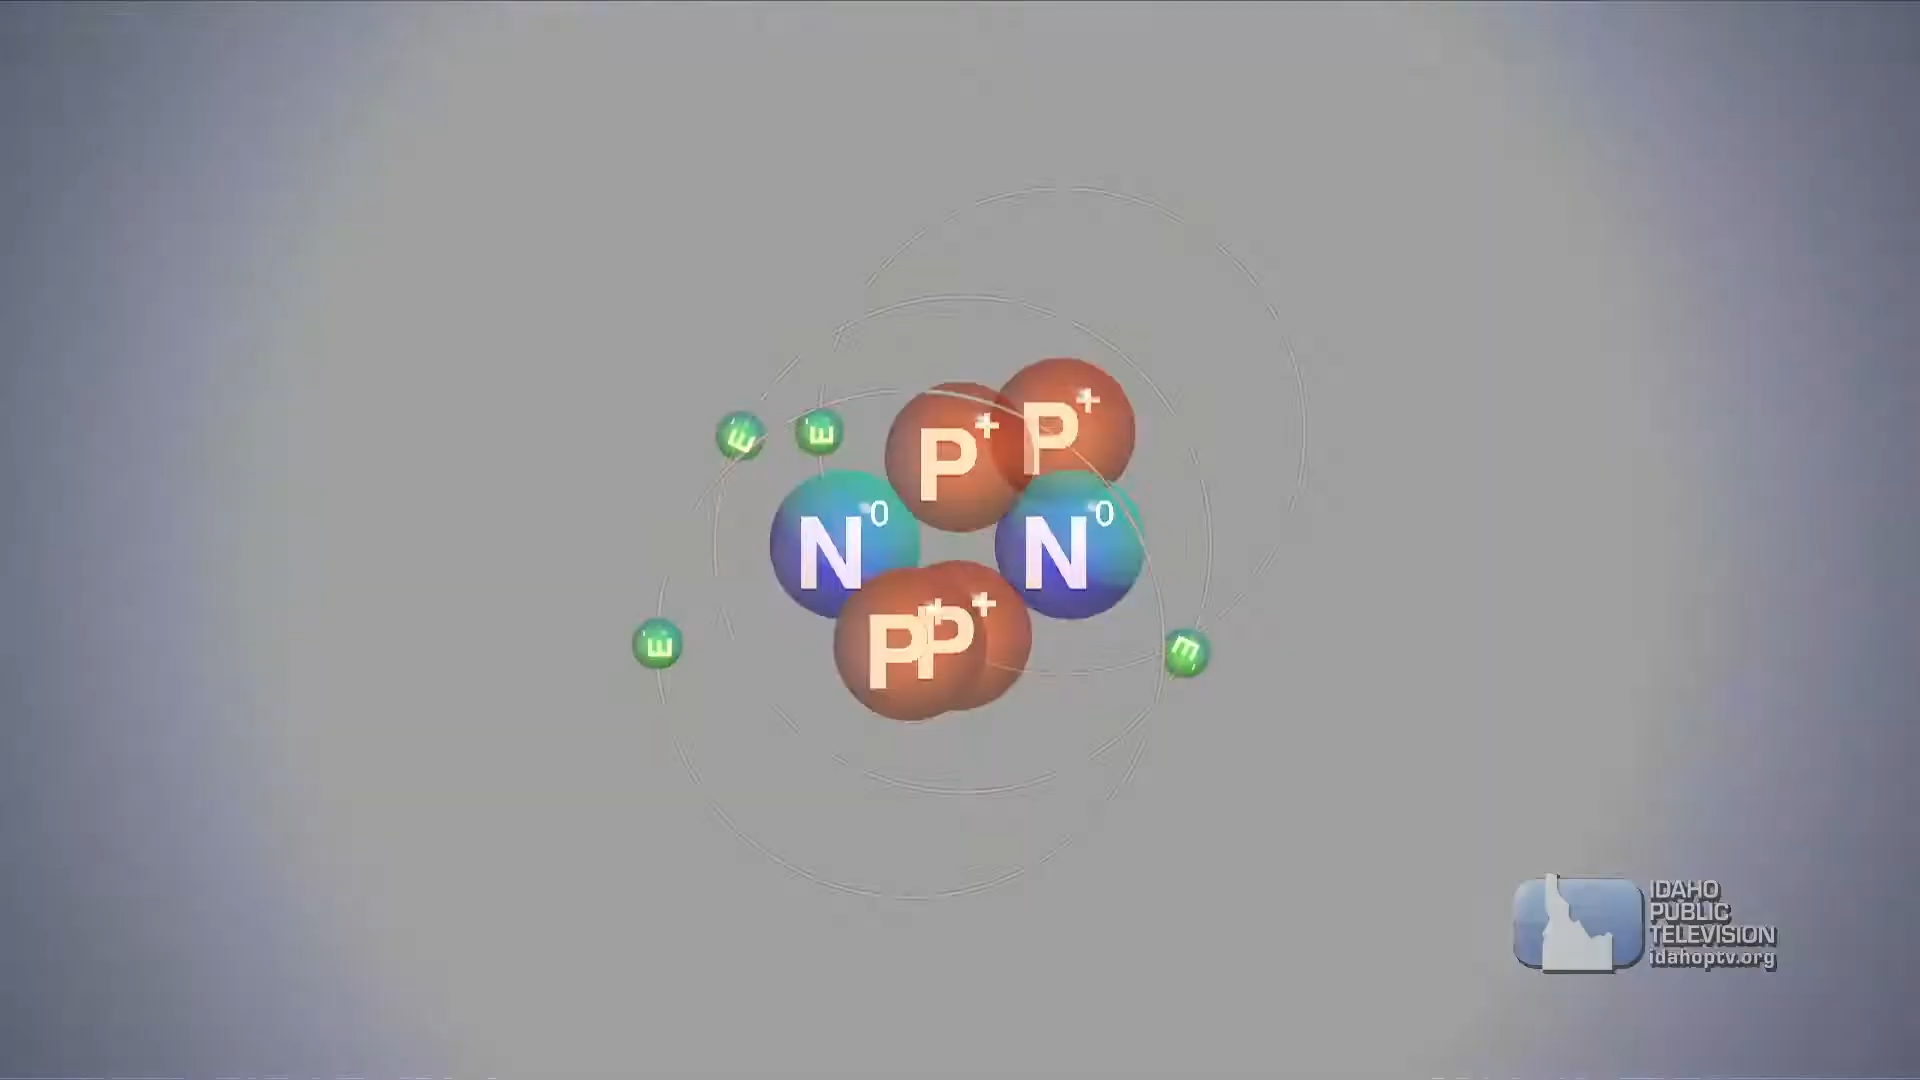 P+
P+
E
E
N0
N0
P+
P+
E
E
IDAHO
PUBLIC
TELEVISION
idahoptv.org